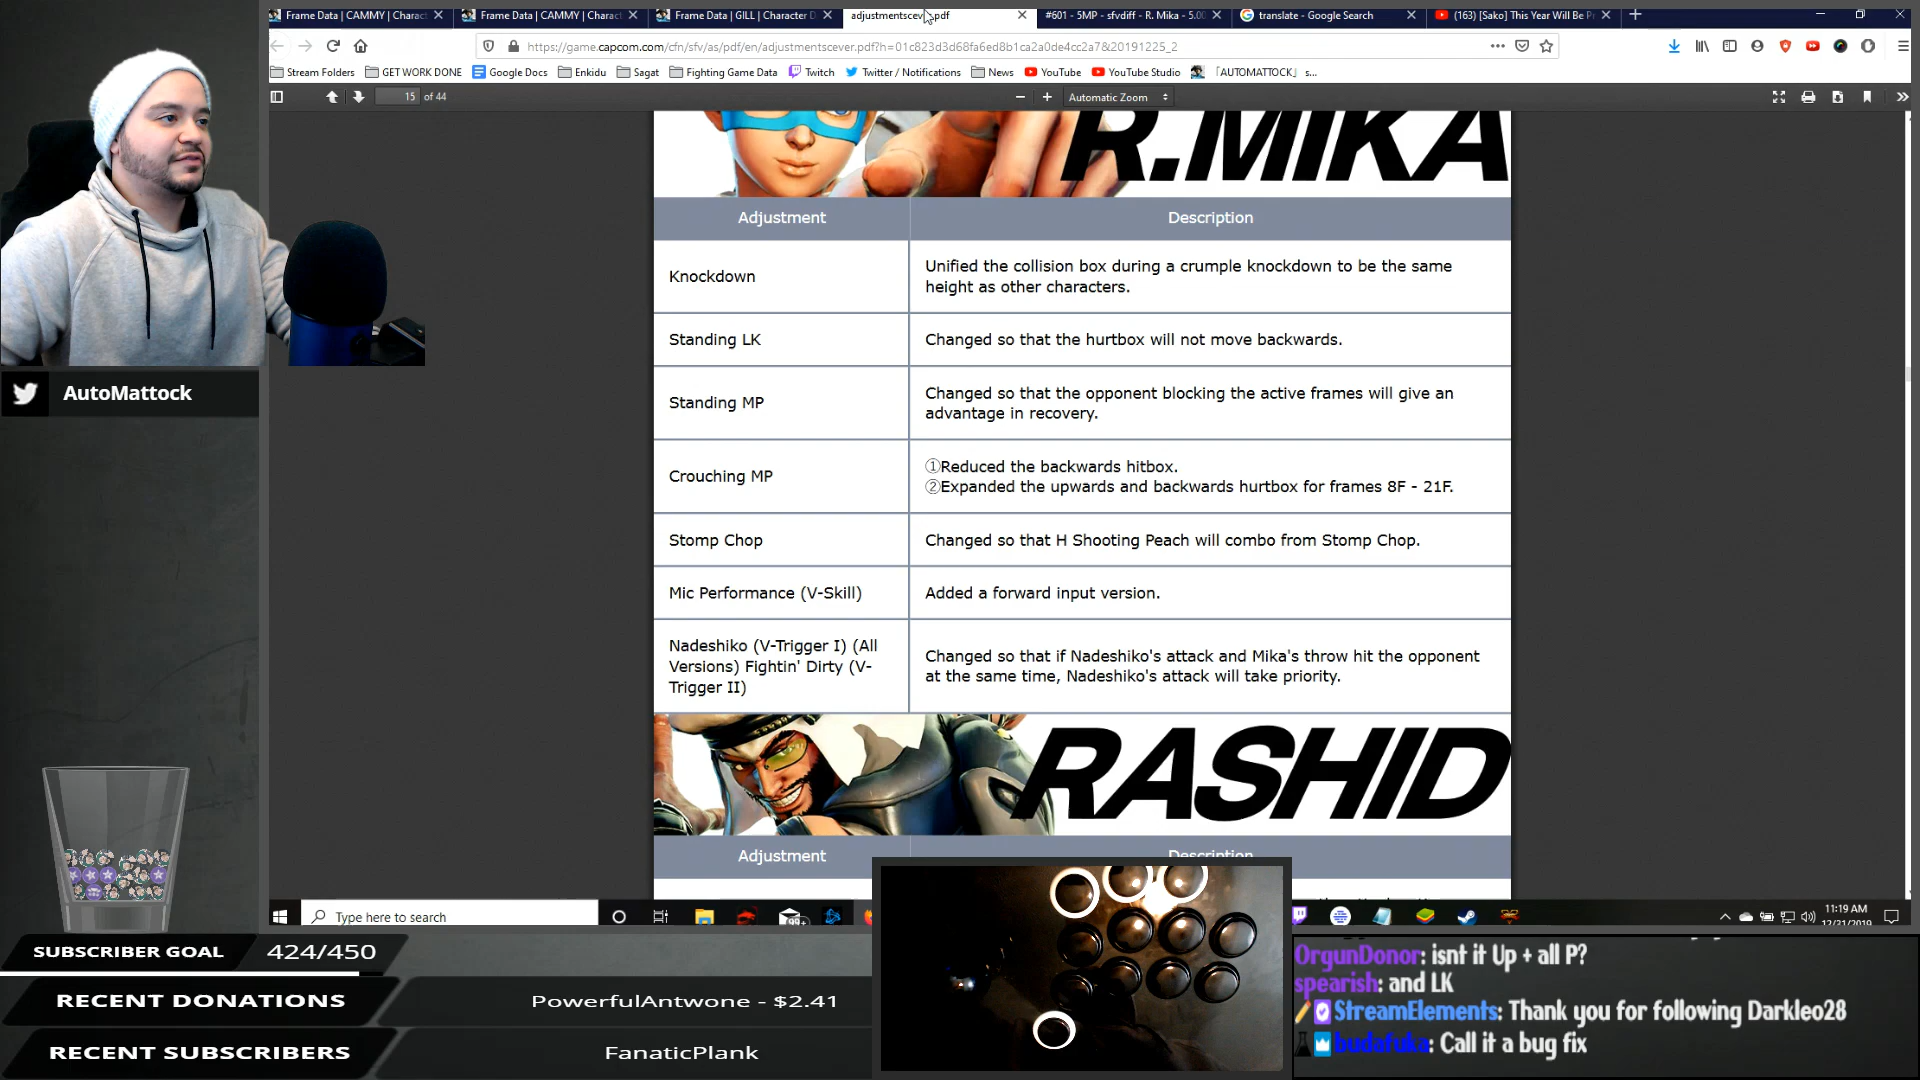 Frame Data | CAMMY | Charac
Frame Data | CAMMY | Charac
Frame Data | GILL | Character D
#601 - 5MP - sfvdiff - R. Mika - 5.00
translate - Google Search
(163) [Sako] This Year Will Be
https://game.capcom.com/cfn/sfv/as/pdf/en/adjustmentscever.pdf?h=01c823d3d68fa6ed8b1ca2a0de4cc2a7&20191225_2
Stream Folders
GET WORK DONE
Google Docs
Enkidu
Sagat
Fighting Game Data
Twitch
Twitter / Notifications
News
YouTube
YouTube Studio
「AUTOMATTOCK」 s...
15 of 44
Automatic Zoom
R.MIKA
Adjustment
Description
Knockdown
Unified the collision box during a crumple knockdown to be the same
height as other characters.
Standing LK
Changed so that the hurtbox will not move backwards.
Standing MP
Changed so that the opponent blocking the active frames will give an
advantage in recovery.
Crouching MP
①Reduced the backwards hitbox.
②Expanded the upwards and backwards hurtbox for frames 8F - 21F.
Stomp Chop
Changed so that H Shooting Peach will combo from Stomp Chop.
Mic Performance (V-Skill)
Added a forward input version.
Nadeshiko (V-Trigger I) (All
Versions) Fightin' Dirty (V-
Trigger II)
Changed so that if Nadeshiko's attack and Mika's throw hit the opponent
at the same time, Nadeshiko's attack will take priority.
RASHID
Adjustment
Description
Type here to search
99+
11:19 AM
12/31/2019
AutoMattock
SUBSCRIBER GOAL 424/450
RECENT DONATIONS PowerfulAntwone - $2.41
RECENT SUBSCRIBERS FanaticPlank
OrgunDonor: isnt it Up + all P?
spearish: and LK
StreamElements: Thank you for following Darkleo28
budafuka: Call it a bug fix